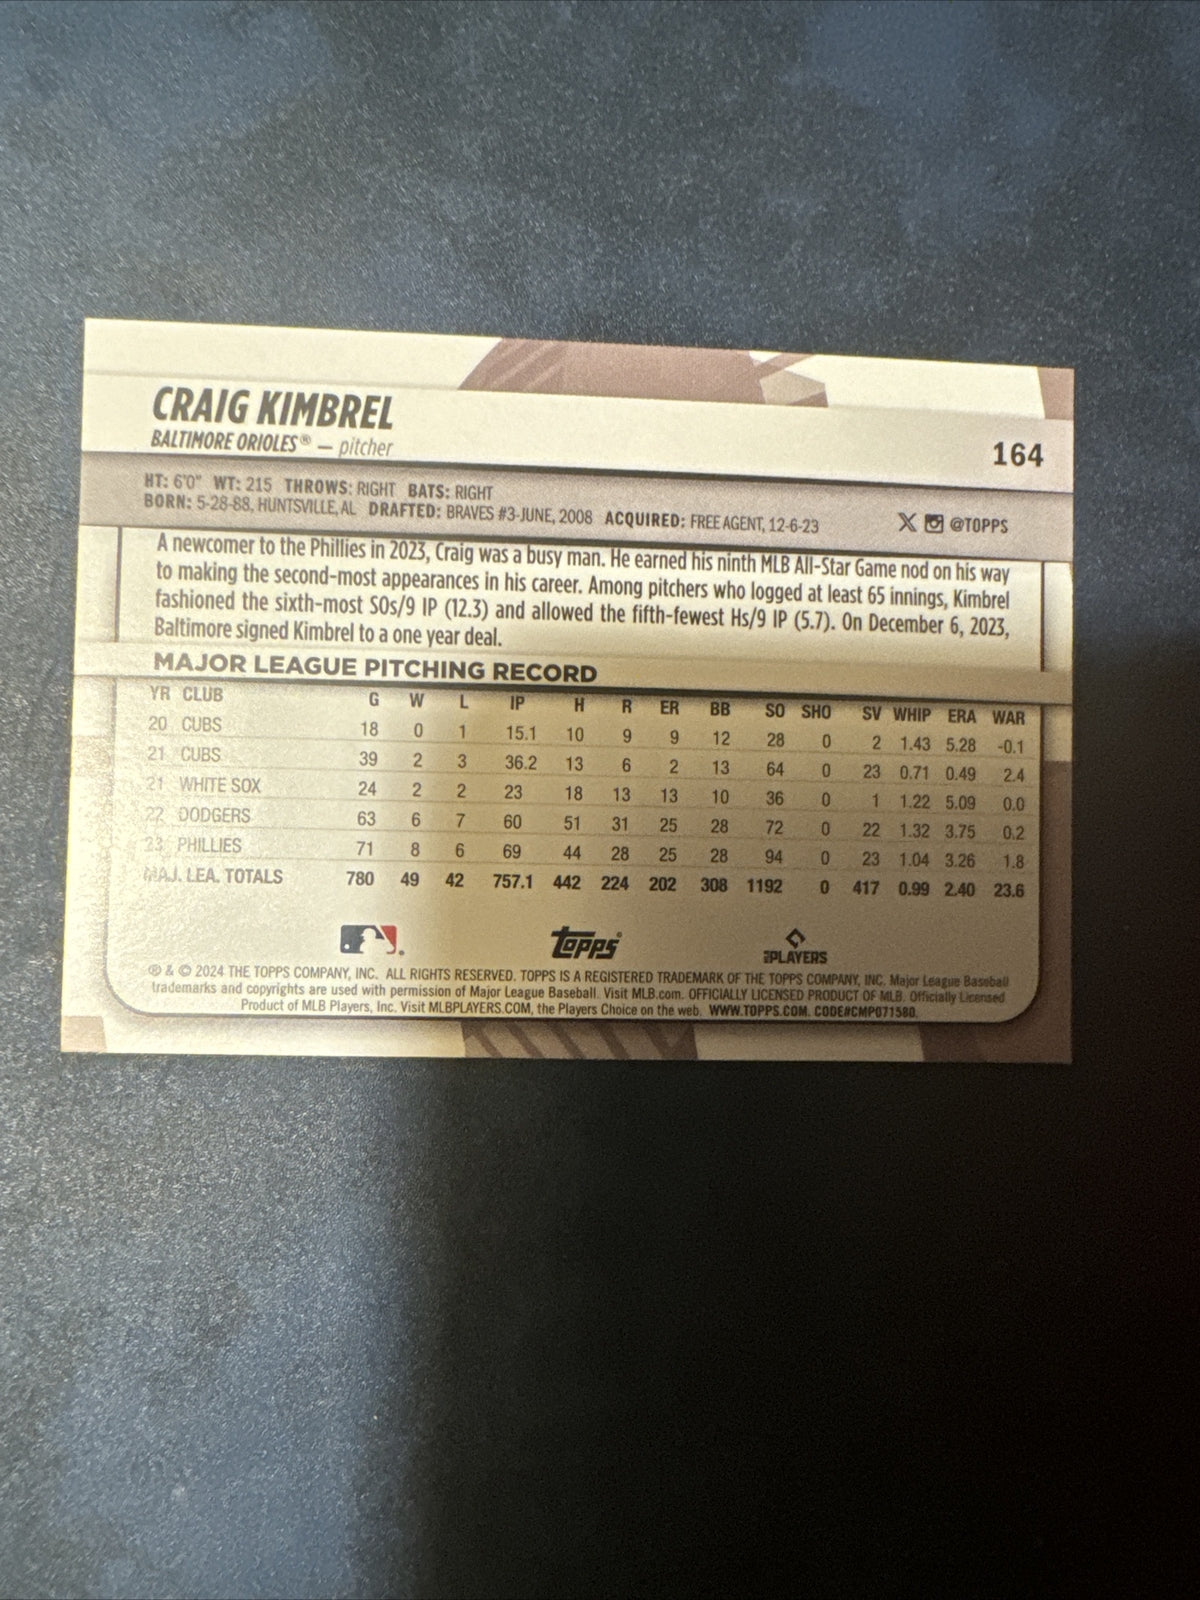 CRAIG KIMBREL
BALTIMORE ORIOLES® — pitcher
164
HT: 6'0" WT: 215 THROWS: RIGHT BATS: RIGHT
BORN: 5-28-88, HUNTSVILLE, AL DRAFTED: BRAVES #3-JUNE, 2008 ACQUIRED: FREE AGENT, 12-6-23
@TOPPS
A newcomer to the Phillies in 2023, Craig was a busy man. He earned his ninth MLB All-Star Game nod on his way
to making the second-most appearances in his career. Among pitchers who logged at least 65 innings, Kimbrel
fashioned the sixth-most SOs/9 IP (12.3) and allowed the fifth-fewest Hs/9 IP (5.7). On December 6, 2023,
Baltimore signed Kimbrel to a one year deal.
MAJOR LEAGUE PITCHING RECORD
YR CLUB G W L IP H R ER BB SO SHO SV WHIP ERA WAR
20 CUBS 18 0 1 15.1 10 9 9 12 28 0 2 1.43 5.28 -0.1
21 CUBS 39 2 3 36.2 13 6 2 13 64 0 23 0.71 0.49 2.4
21 WHITE SOX 24 2 2 23 18 13 13 10 36 0 1 1.22 5.09 0.0
22 DODGERS 63 6 7 60 51 31 25 28 72 0 22 1.32 3.75 0.2
23 PHILLIES 71 8 6 69 44 28 25 28 94 0 23 1.04 3.26 1.8
MAJ. LEA. TOTALS 780 49 42 757.1 442 224 202 308 1192 0 417 0.99 2.40 23.6
Topps®
PLAYERS
® & © 2024 THE TOPPS COMPANY, INC. ALL RIGHTS RESERVED. TOPPS IS A REGISTERED TRADEMARK OF THE TOPPS COMPANY, INC. Major League Baseball
trademarks and copyrights are used with permission of Major League Baseball. Visit MLB.com. OFFICIALLY LICENSED PRODUCT OF MLB. Officially Licensed
Product of MLB Players, Inc. Visit MLBPLAYERS.COM, the Players Choice on the web. WWW.TOPPS.COM. CODE#CMP071580.